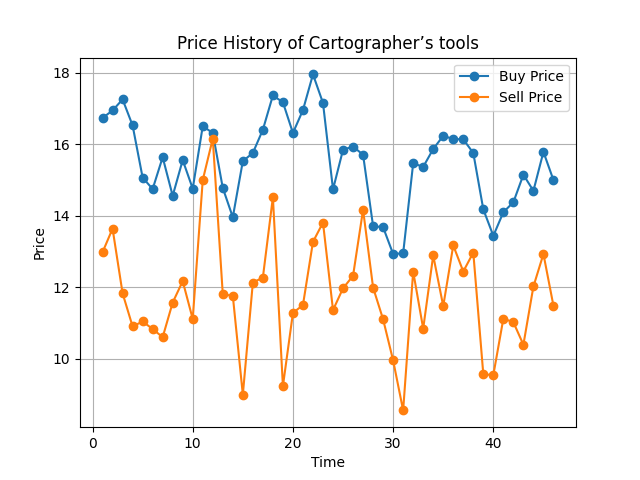 Price History of Cartographer’s tools
Buy Price
Sell Price
18
16
14
12
10
Price
0 10 20 30 40
Time